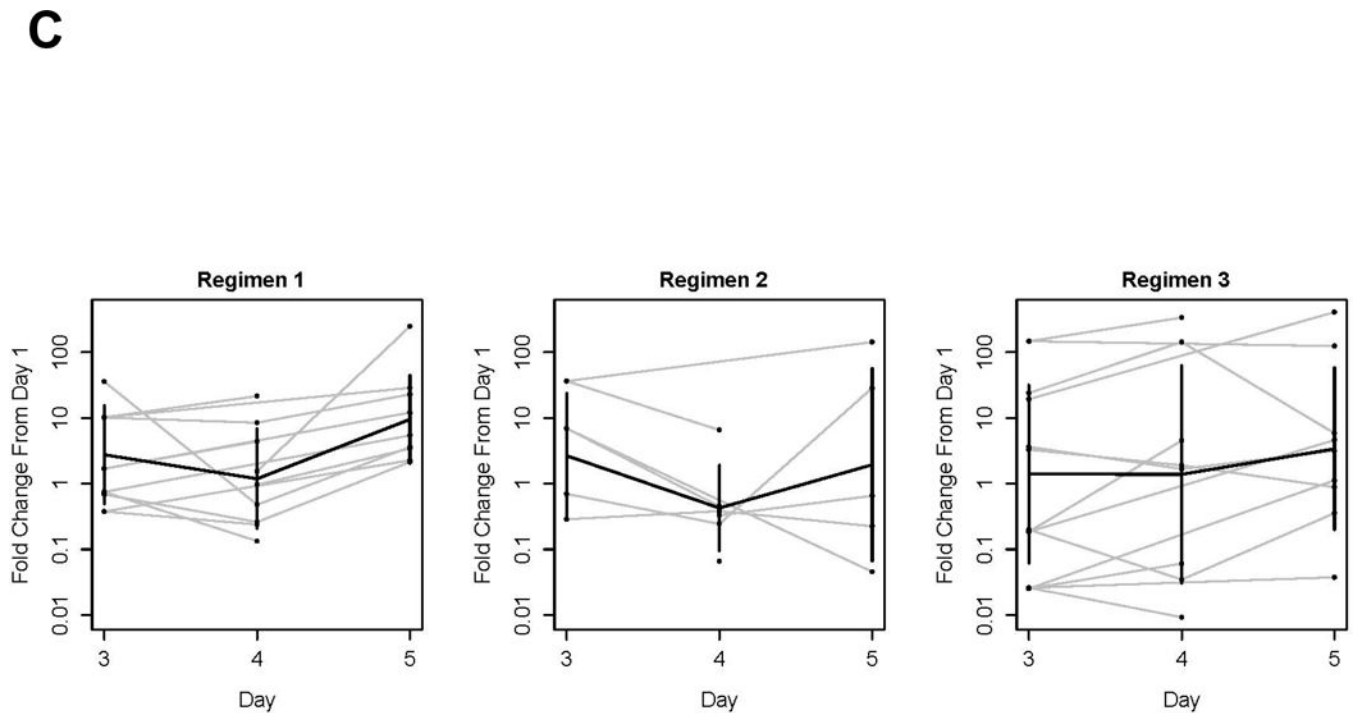 C
Regimen 1
Fold Change From Day 1
100
10
1
0.1
0.01
3 4 5
Day
Regimen 2
Fold Change From Day 1
100
10
1
0.1
0.01
3 4 5
Day
Regimen 3
Fold Change From Day 1
100
10
1
0.1
0.01
3 4 5
Day